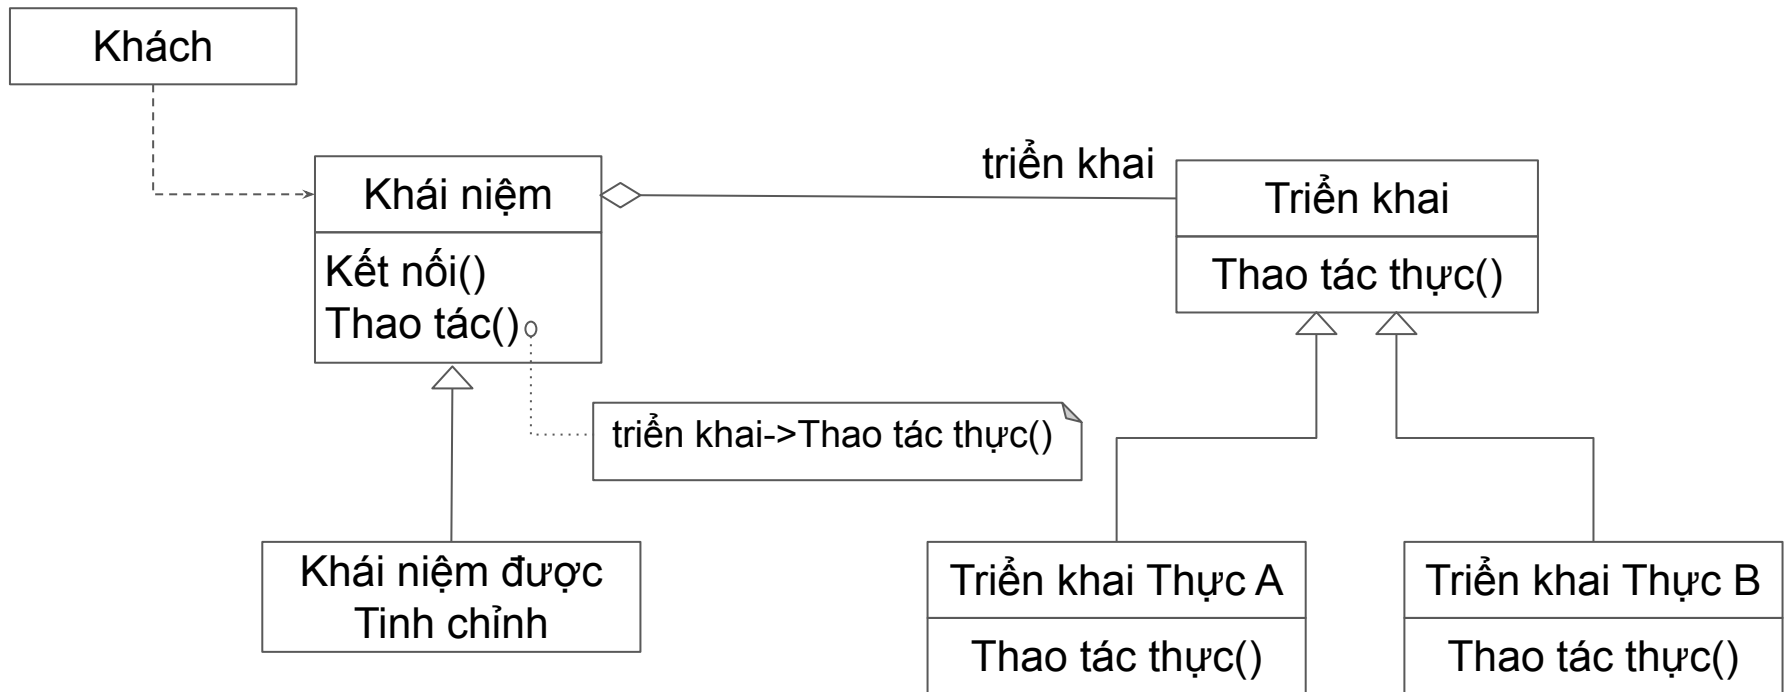 Khách
triển khai
Khái niệm
Triển khai
Kết nối()
Thao tác()
Thao tác thực()
triển khai->Thao tác thực()
Khái niệm được
Tinh chỉnh
Triển khai Thực A
Thao tác thực()
Triển khai Thực B
Thao tác thực()